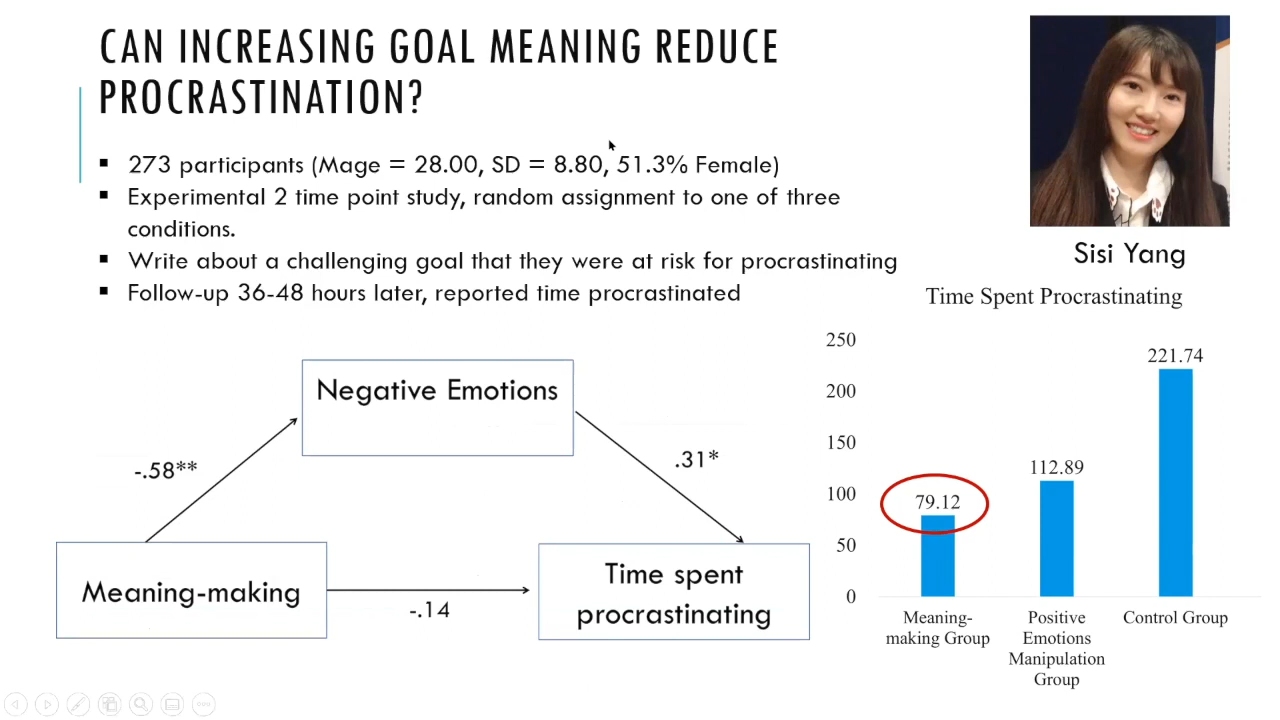 CAN INCREASING GOAL MEANING REDUCE
PROCRASTINATION?
▪ 273 participants (Mage = 28.00, SD = 8.80, 51.3% Female)
▪ Experimental 2 time point study, random assignment to one of three
conditions.
▪ Write about a challenging goal that they were at risk for procrastinating
▪ Follow-up 36-48 hours later, reported time procrastinated
Sisi Yang
Negative Emotions
-.58**
.31*
Meaning-making
-.14
Time spent
procrastinating
Time Spent Procrastinating
250
200
150
100
50
0
79.12
112.89
221.74
Meaning-
making Group
Positive
Emotions
Manipulation
Group
Control Group